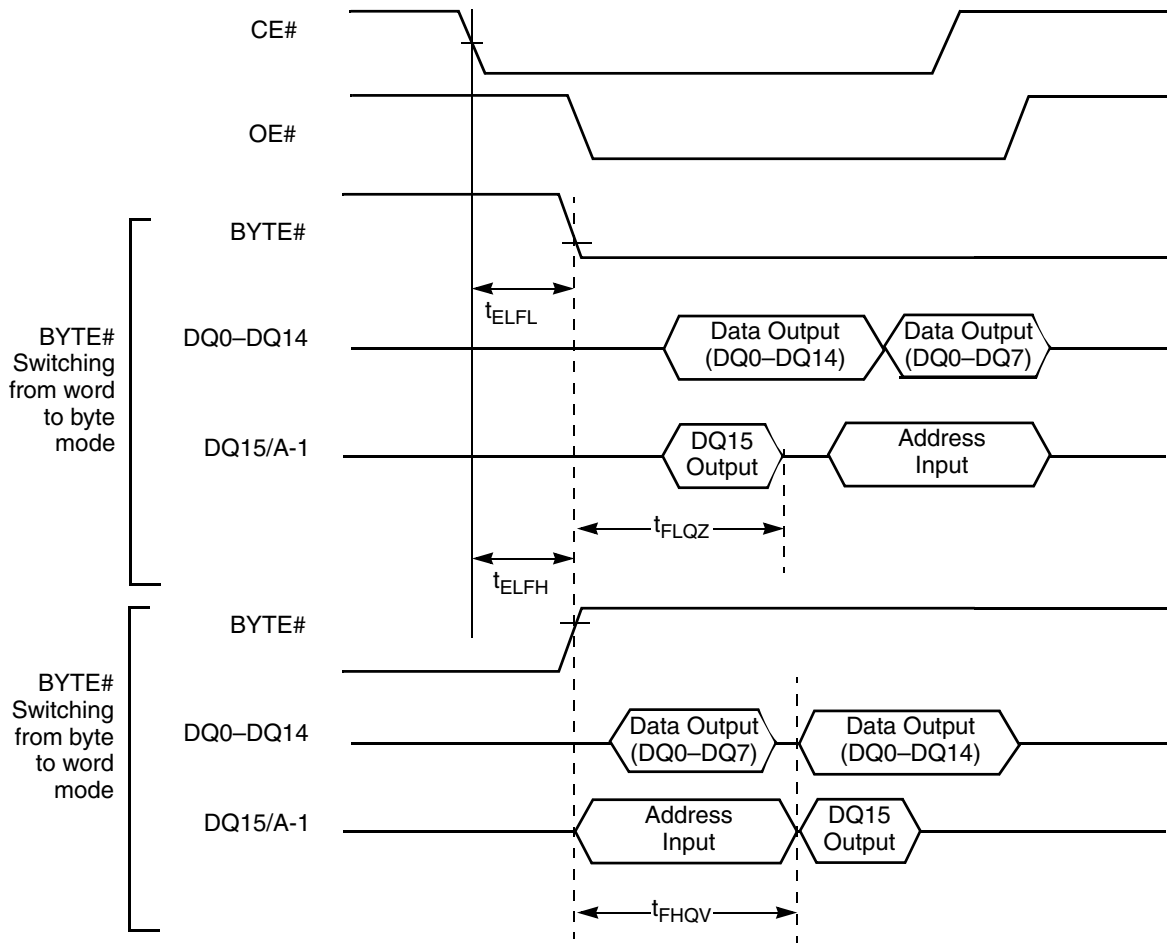 CE#
OE#
BYTE#
tELFL
BYTE#
Switching
from word
to byte
mode
DQ0–DQ14
Data Output
(DQ0–DQ14)
Data Output
(DQ0–DQ7)
DQ15/A-1
DQ15
Output
Address
Input
tFLQZ
tELFH
BYTE#
BYTE#
Switching
from byte
to word
mode
DQ0–DQ14
Data Output
(DQ0–DQ7)
Data Output
(DQ0–DQ14)
DQ15/A-1
Address
Input
DQ15
Output
tFHQV